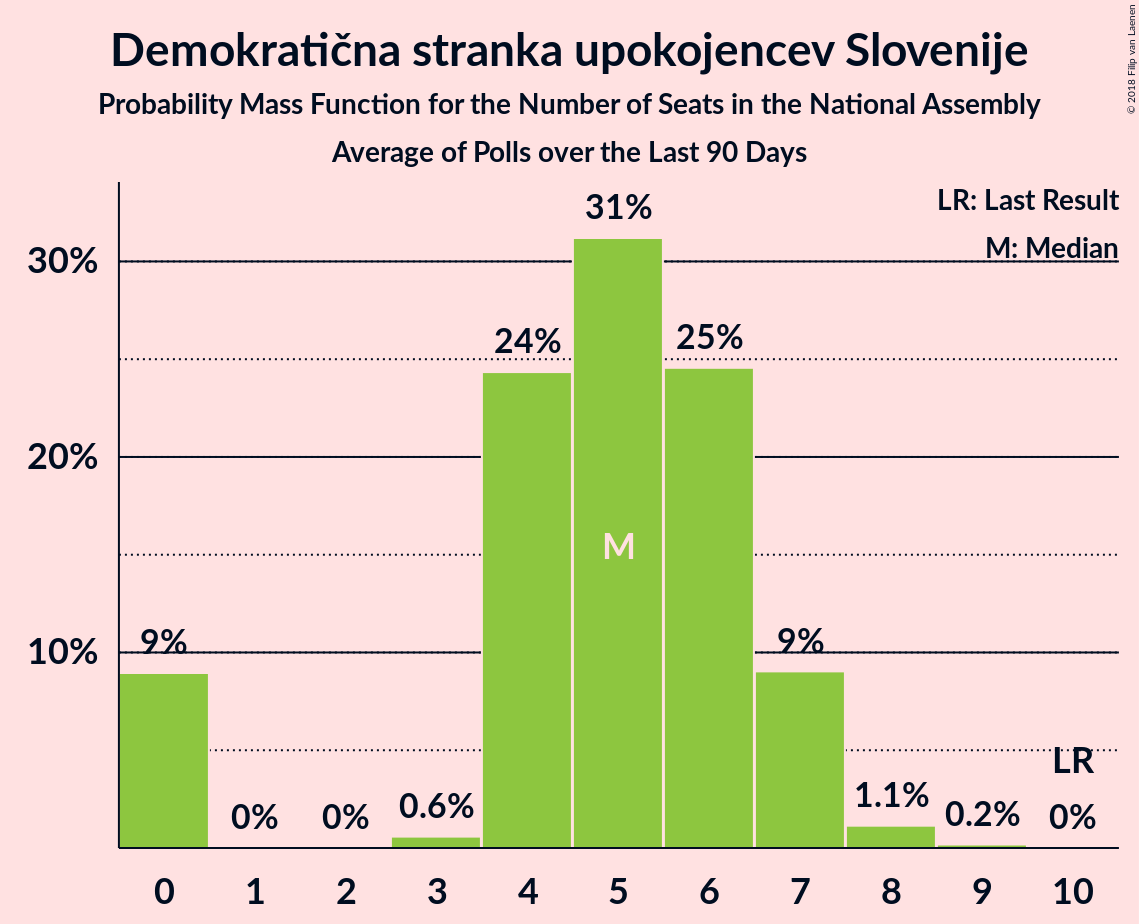 Demokratična stranka upokojencev Slovenije
Probability Mass Function for the Number of Seats in the National Assembly
Average of Polls over the Last 90 Days
© 2018 Filip van Laenen
LR: Last Result
M: Median
30%
20%
10%
9%
0%
0%
0.6%
24%
31%
25%
9%
1.1%
0.2%
0%
M
LR
0 1 2 3 4 5 6 7 8 9 10